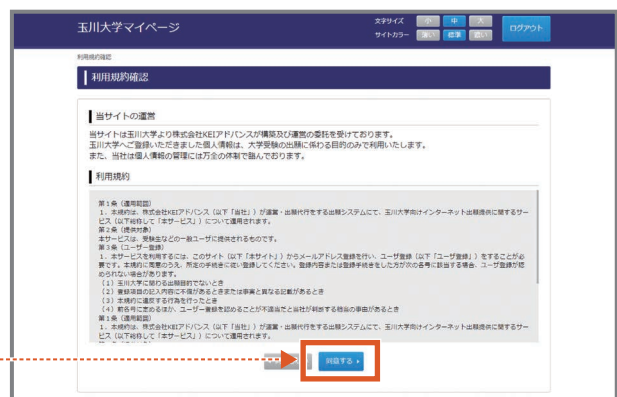 玉川大学マイページ
文字サイズ 小 中 大
サイトカラー 薄い 標準 濃い
ログアウト
利用規約確認
利用規約確認
当サイトの運営
当サイトは玉川大学より株式会社KEIアドバンスが構築及び運営の委託を受けております。
玉川大学へご登録いただきました個人情報は、大学受験の出願に係わる目的のみで利用いたします。
また、当社は個人情報の管理には万全の体制で臨んでおります。
利用規約
第1条（適用範囲）
1．本規約は、株式会社KEIアドバンス（以下「当社」）が運営・出願代行をする出願システムにて、玉川大学向けインターネット出願提供に関するサー
ビス（以下総称して「本サービス」）について適用されます。
第2条（提供対象）
本サービスは、受験生などの一般ユーザに提供されるものです。
第3条（ユーザー登録）
1．本サービスを利用するには、このサイト（以下「本サイト」）からメールアドレス登録を行い、ユーザ登録（以下「ユーザ登録」）をすることが必
要です。本規約に同意のうえ、所定の手続きに従い登録してください。登録内容または登録手続きをした方が次の各号に該当する場合、ユーザ登録が認
められない場合があります。
（1）玉川大学に関わる出願目的でないとき
（2）登録項目の記入内容に不備があるときまたは事実と異なる記載があるとき
（3）本規約に違反する行為を行ったとき
（4）前各号に定めるほか、ユーザー登録を認めることが不適当だと当社が判断する相当の事由があるとき
第1条（適用範囲）
1．本規約は、株式会社KEIアドバンス（以下「当社」）が運営・出願代行をする出願システムにて、玉川大学向けインターネット出願提供に関するサー
ビス（以下総称して「本サービス」）について適用されます。
同意する